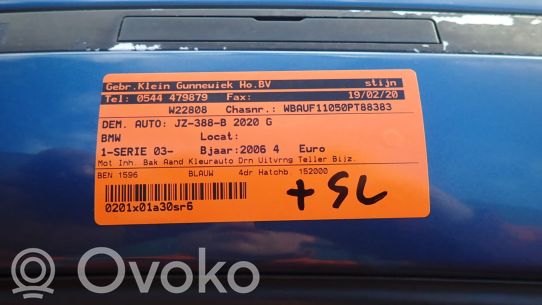 Gebr.Klein Gunnewiek Ho.BV stijn
Tel: 0544 479879 Fax: 19/02/20
W22808 Chasnr.: WBAUF11050PT88383
DEM. AUTO: JZ-388-B 2020 G
BMW Locat:
1-SERIE 03- Bjaar:2006 4 Euro
Mot Inh. Bak Aand Kleurauto Drn Uitvrng Teller Bijz.
BEN 1596 BLAUW 4dr Hatchb. 152000
+ SL
0201x01a30sr6
OVOKO